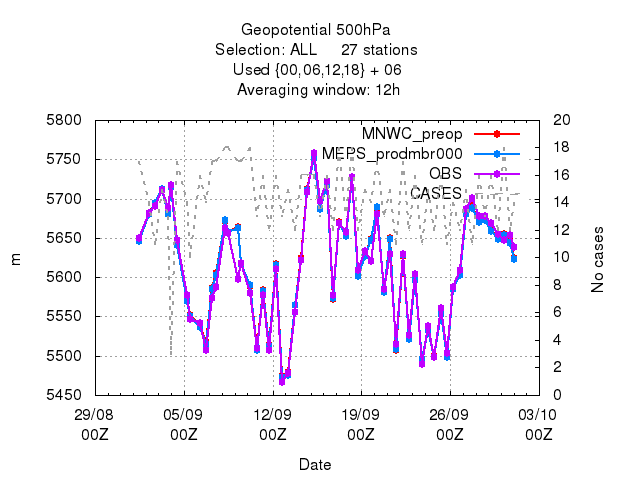 Geopotential 500hPa
Selection: ALL 27 stations
Used {00,06,12,18} + 06
Averaging window: 12h
5800
5750
5700
5650
5600
5550
5500
5450
m
20
18
16
14
12
10
8
6
4
2
0
No cases
MNWC_preop
MEPS_prodmbr000
OBS
CASES
29/08 05/09 12/09 19/09 26/09 03/10
00Z 00Z 00Z 00Z 00Z 00Z
Date